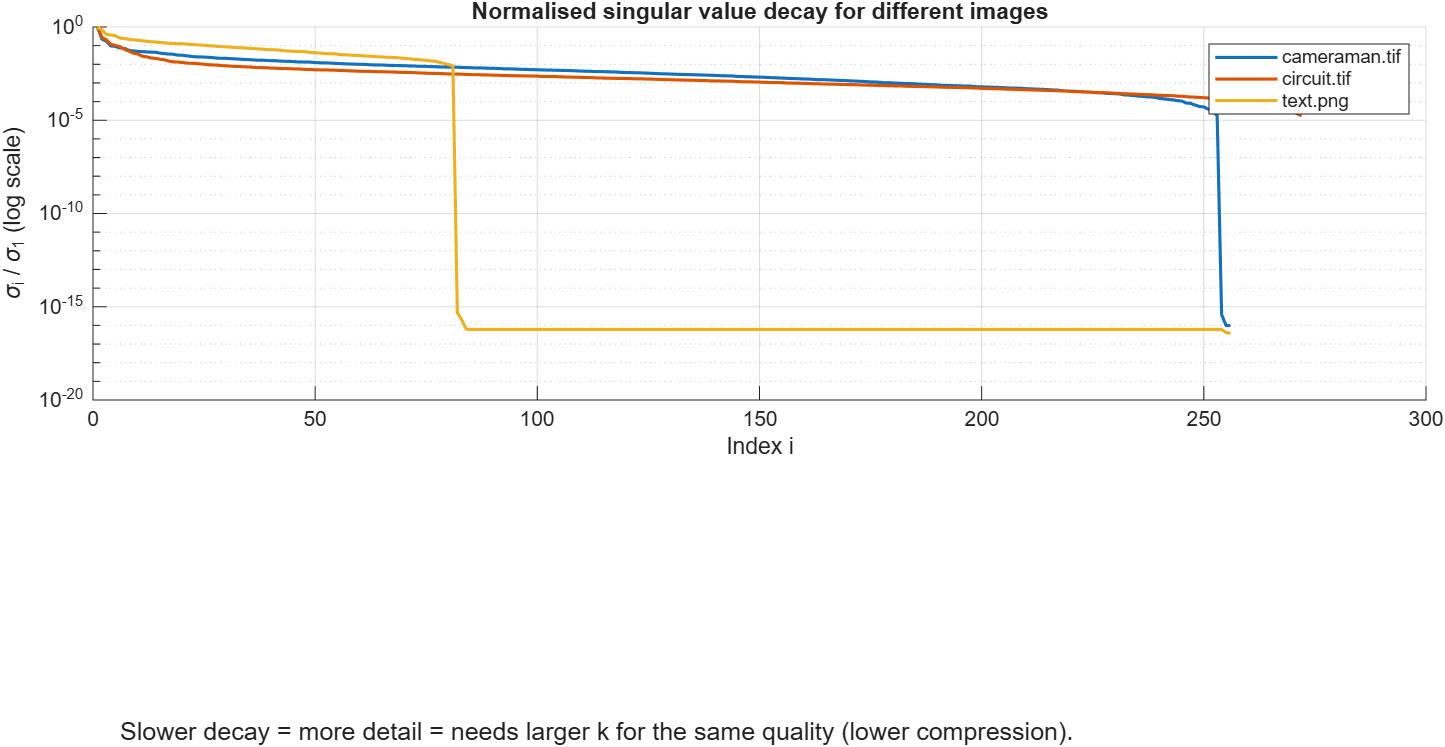 Normalised singular value decay for different images
10^0
10^-5
10^-10
10^-15
10^-20
σi / σ1 (log scale)
cameraman.tif
circuit.tif
text.png
0 50 100 150 200 250 300
Index i
Slower decay = more detail = needs larger k for the same quality (lower compression).